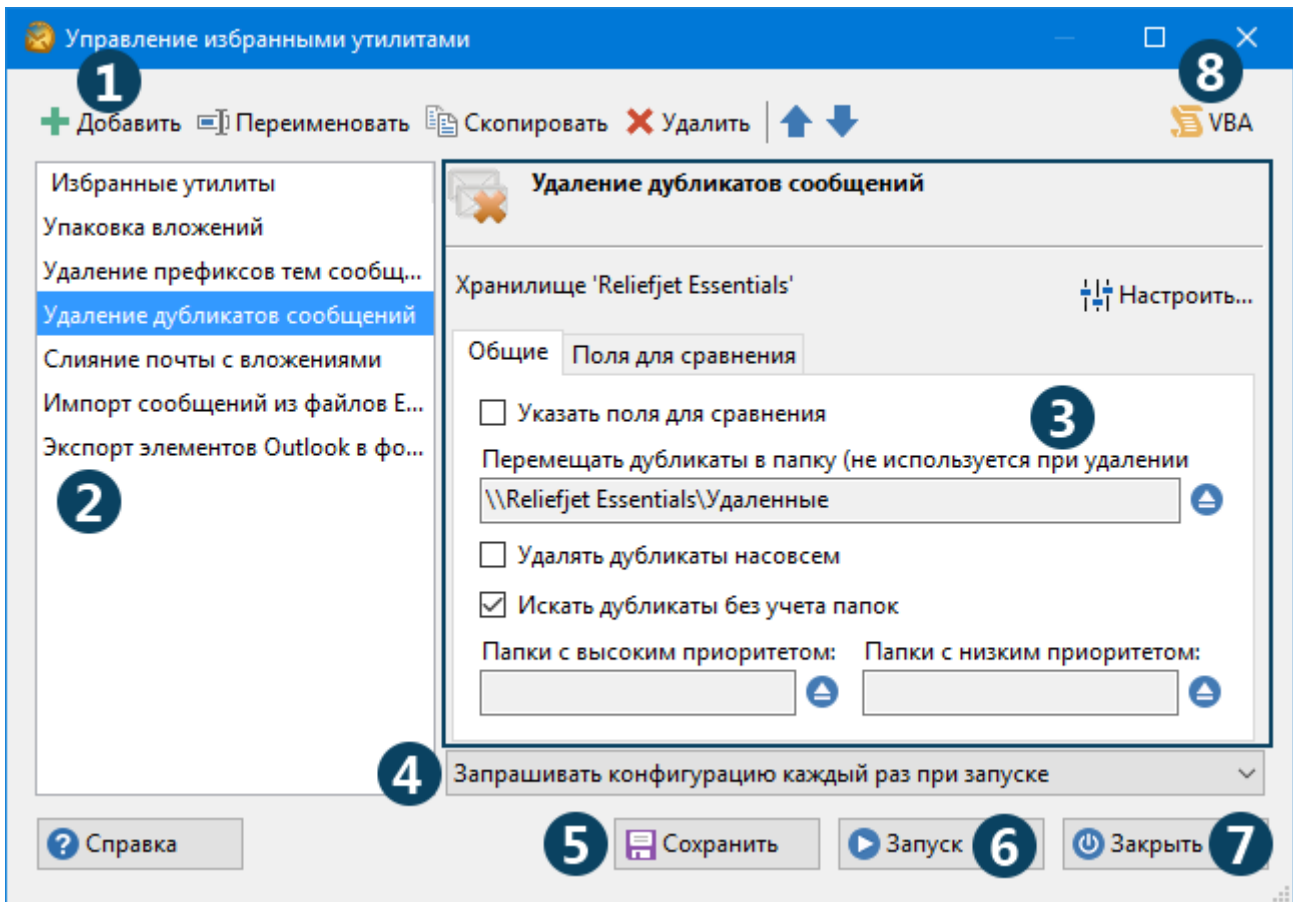 Управление избранными утилитами
1
8
Добавить Переименовать Скопировать Удалить VBA
Избранные утилиты
Упаковка вложений
Удаление префиксов тем сообщ...
Удаление дубликатов сообщений
Слияние почты с вложениями
Импорт сообщений из файлов E...
Экспорт элементов Outlook в фо...
2
Удаление дубликатов сообщений
Хранилище 'Reliefjet Essentials'
Настроить...
Общие Поля для сравнения
Указать поля для сравнения
3
Перемещать дубликаты в папку (не используется при удалении
\\Reliefjet Essentials\Удаленные
Удалять дубликаты насовсем
Искать дубликаты без учета папок
Папки с высоким приоритетом: Папки с низким приоритетом:
4 Запрашивать конфигурацию каждый раз при запуске
? Справка 5 Сохранить Запуск 6 Закрыть 7